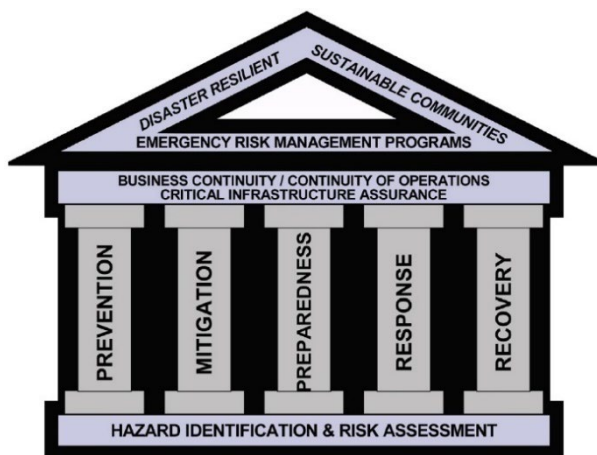 DISASTER RESILIENT
SUSTAINABLE COMMUNITIES
EMERGENCY RISK MANAGEMENT PROGRAMS
BUSINESS CONTINUITY / CONTINUITY OF OPERATIONS
CRITICAL INFRASTRUCTURE ASSURANCE
PREVENTION
MITIGATION
PREPAREDNESS
RESPONSE
RECOVERY
HAZARD IDENTIFICATION & RISK ASSESSMENT